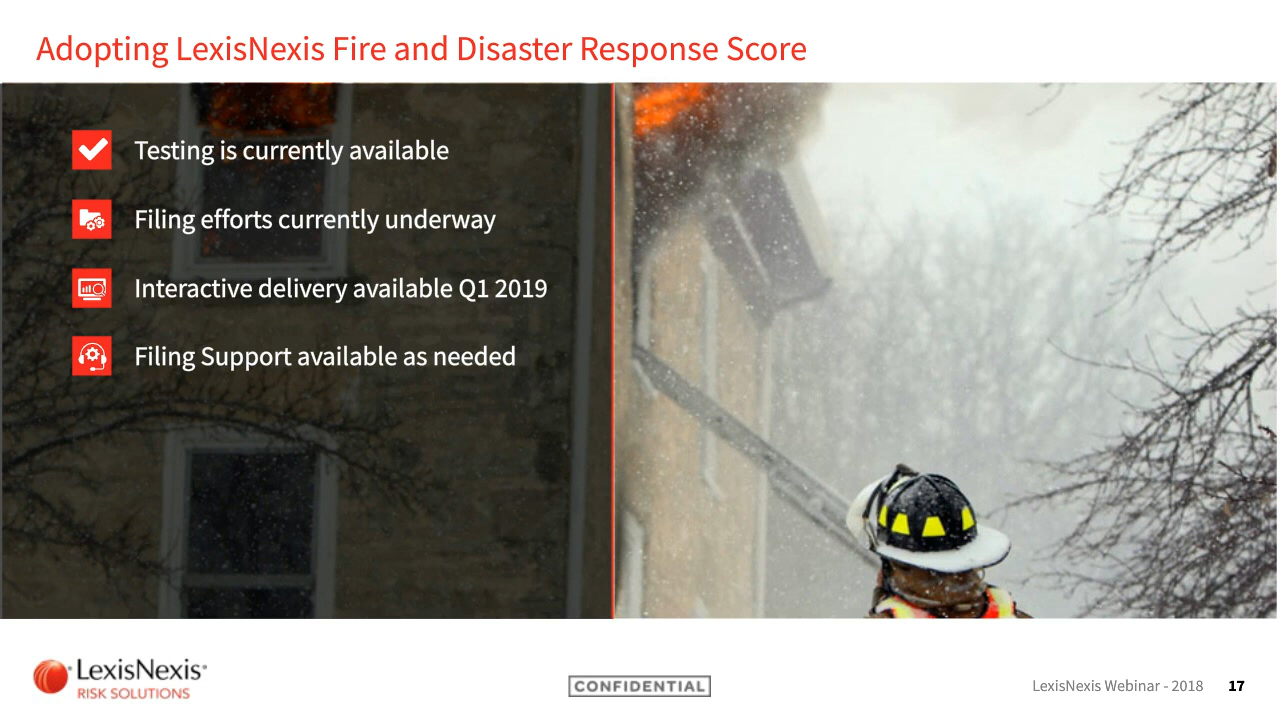 Adopting LexisNexis Fire and Disaster Response Score
Testing is currently available
Filing efforts currently underway
Interactive delivery available Q1 2019
Filing Support available as needed
LexisNexis®
RISK SOLUTIONS
CONFIDENTIAL
LexisNexis Webinar - 2018 17